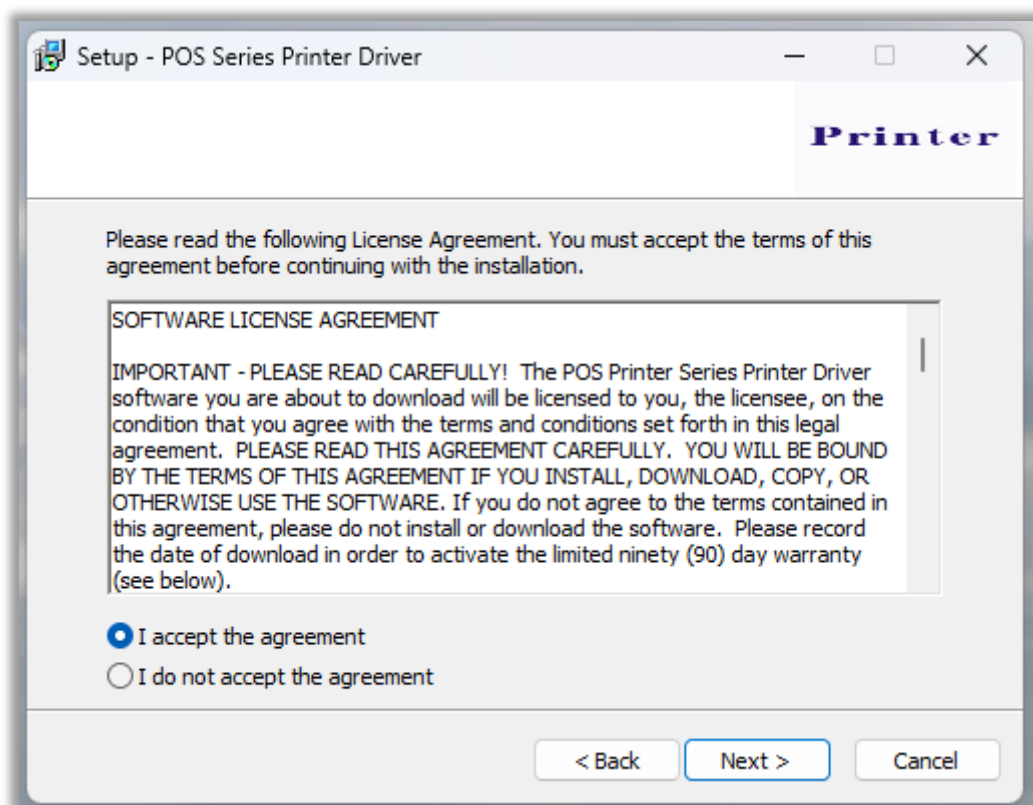 Setup - POS Series Printer Driver
Printer
Please read the following License Agreement. You must accept the terms of this
agreement before continuing with the installation.
SOFTWARE LICENSE AGREEMENT
IMPORTANT - PLEASE READ CAREFULLY!  The POS Printer Series Printer Driver
software you are about to download will be licensed to you, the licensee, on the
condition that you agree with the terms and conditions set forth in this legal
agreement.  PLEASE READ THIS AGREEMENT CAREFULLY.  YOU WILL BE BOUND
BY THE TERMS OF THIS AGREEMENT IF YOU INSTALL, DOWNLOAD, COPY, OR
OTHERWISE USE THE SOFTWARE. If you do not agree to the terms contained in
this agreement, please do not install or download the software.  Please record
the date of download in order to activate the limited ninety (90) day warranty
(see below).
I accept the agreement
I do not accept the agreement
< Back Next > Cancel